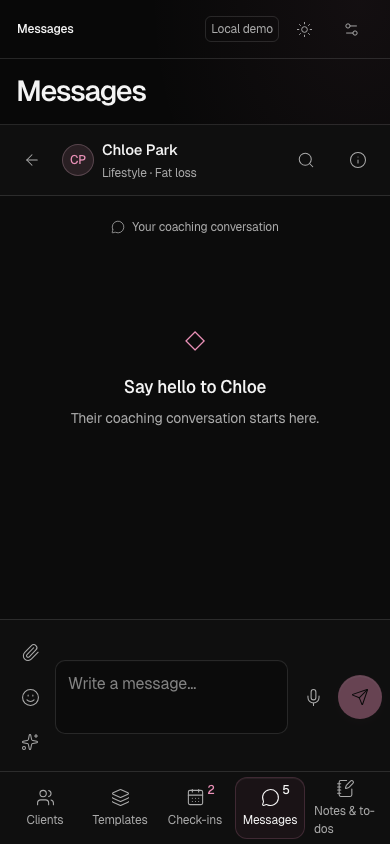 Messages
Local demo
Messages
CP
Chloe Park
Lifestyle · Fat loss
Your coaching conversation
Say hello to Chloe
Their coaching conversation starts here.
Write a message...
2
5
Clients
Templates
Check-ins
Messages
Notes & to-
dos